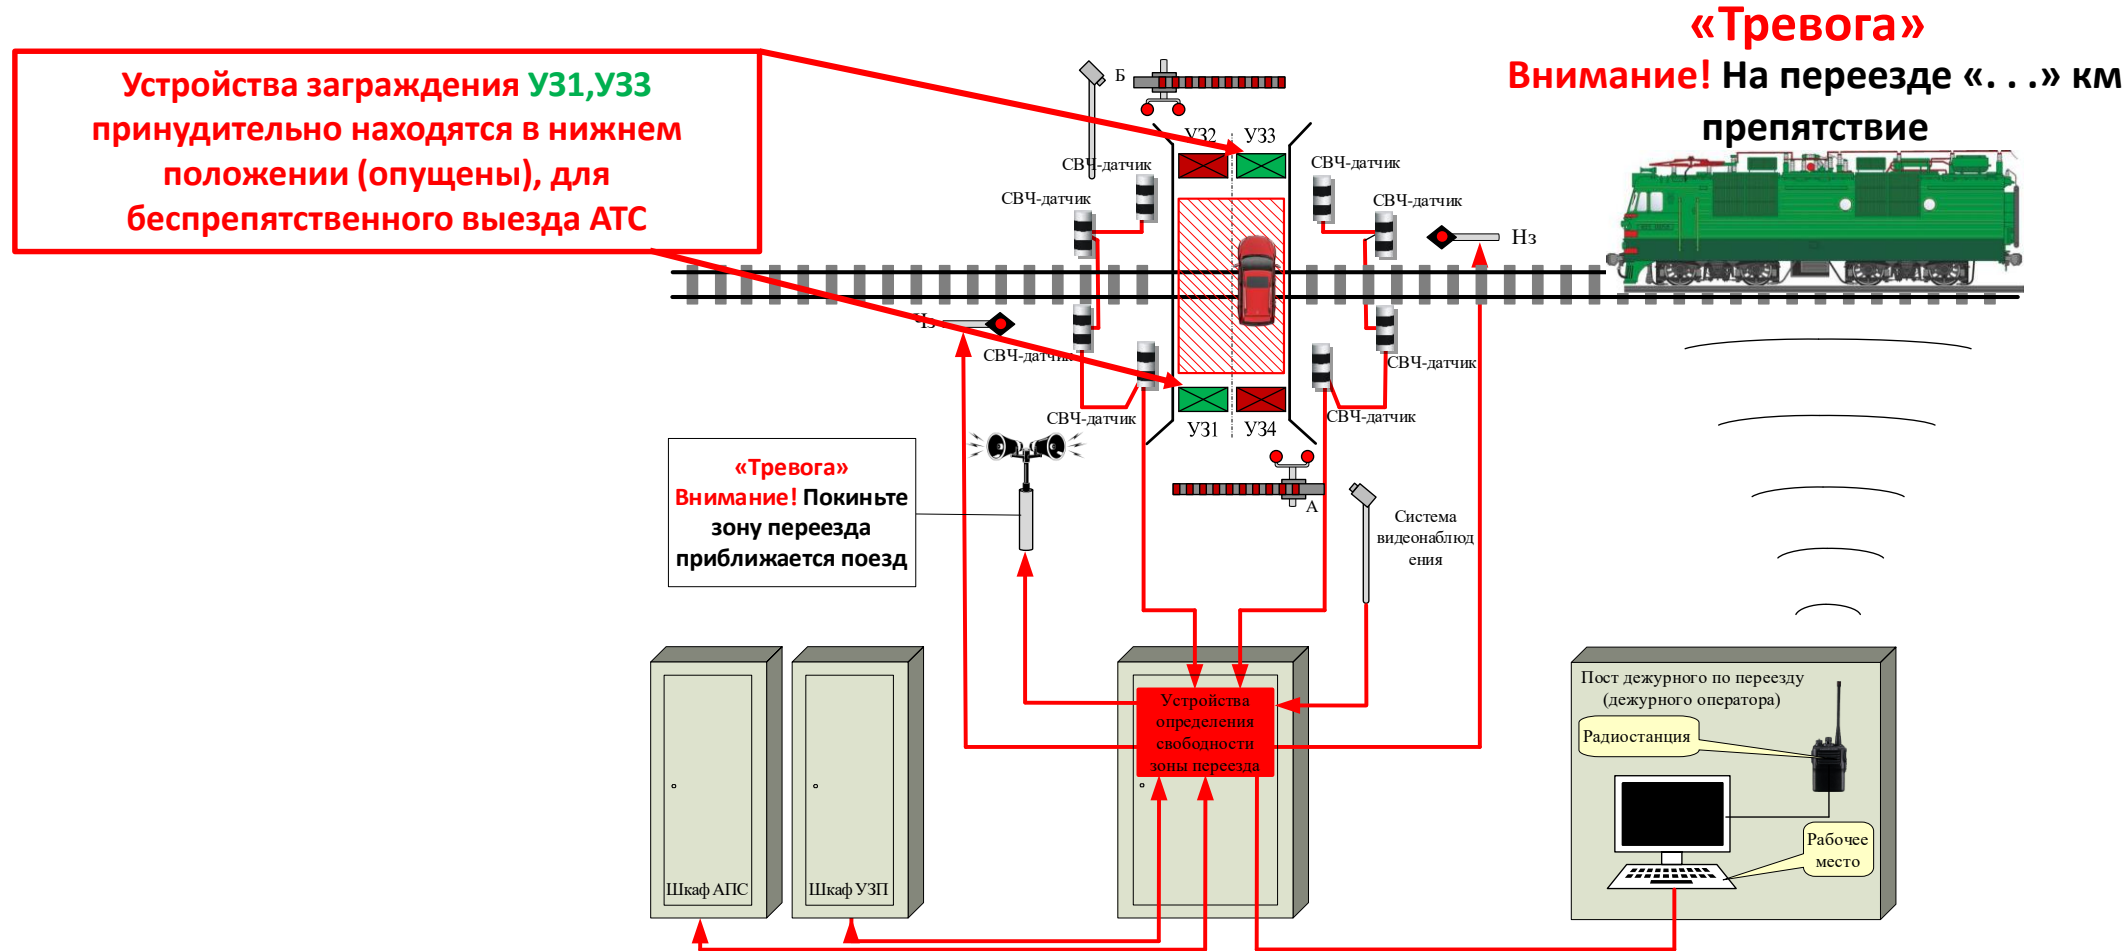 «Тревога»
Внимание! На переезде «. . .» км
препятствие
Устройства заграждения УЗ1,УЗ3
принудительно находятся в нижнем
положении (опущены), для
беспрепятственного выезда АТС
Б
УЗ2
УЗ3
СВЧ-датчик
СВЧ-датчик
СВЧ-датчик
СВЧ-датчик
Нз
Чз
СВЧ-датчик
СВЧ-датчик
СВЧ-датчик
СВЧ-датчик
УЗ1
УЗ4
А
«Тревога»
Внимание! Покиньте
зону переезда
приближается поезд
Система
видеонаблюд
ения
Шкаф АПС
Шкаф УЗП
Устройства
определения
свободности
зоны переезда
Пост дежурного по переезду
(дежурного оператора)
Радиостанция
Рабочее
место